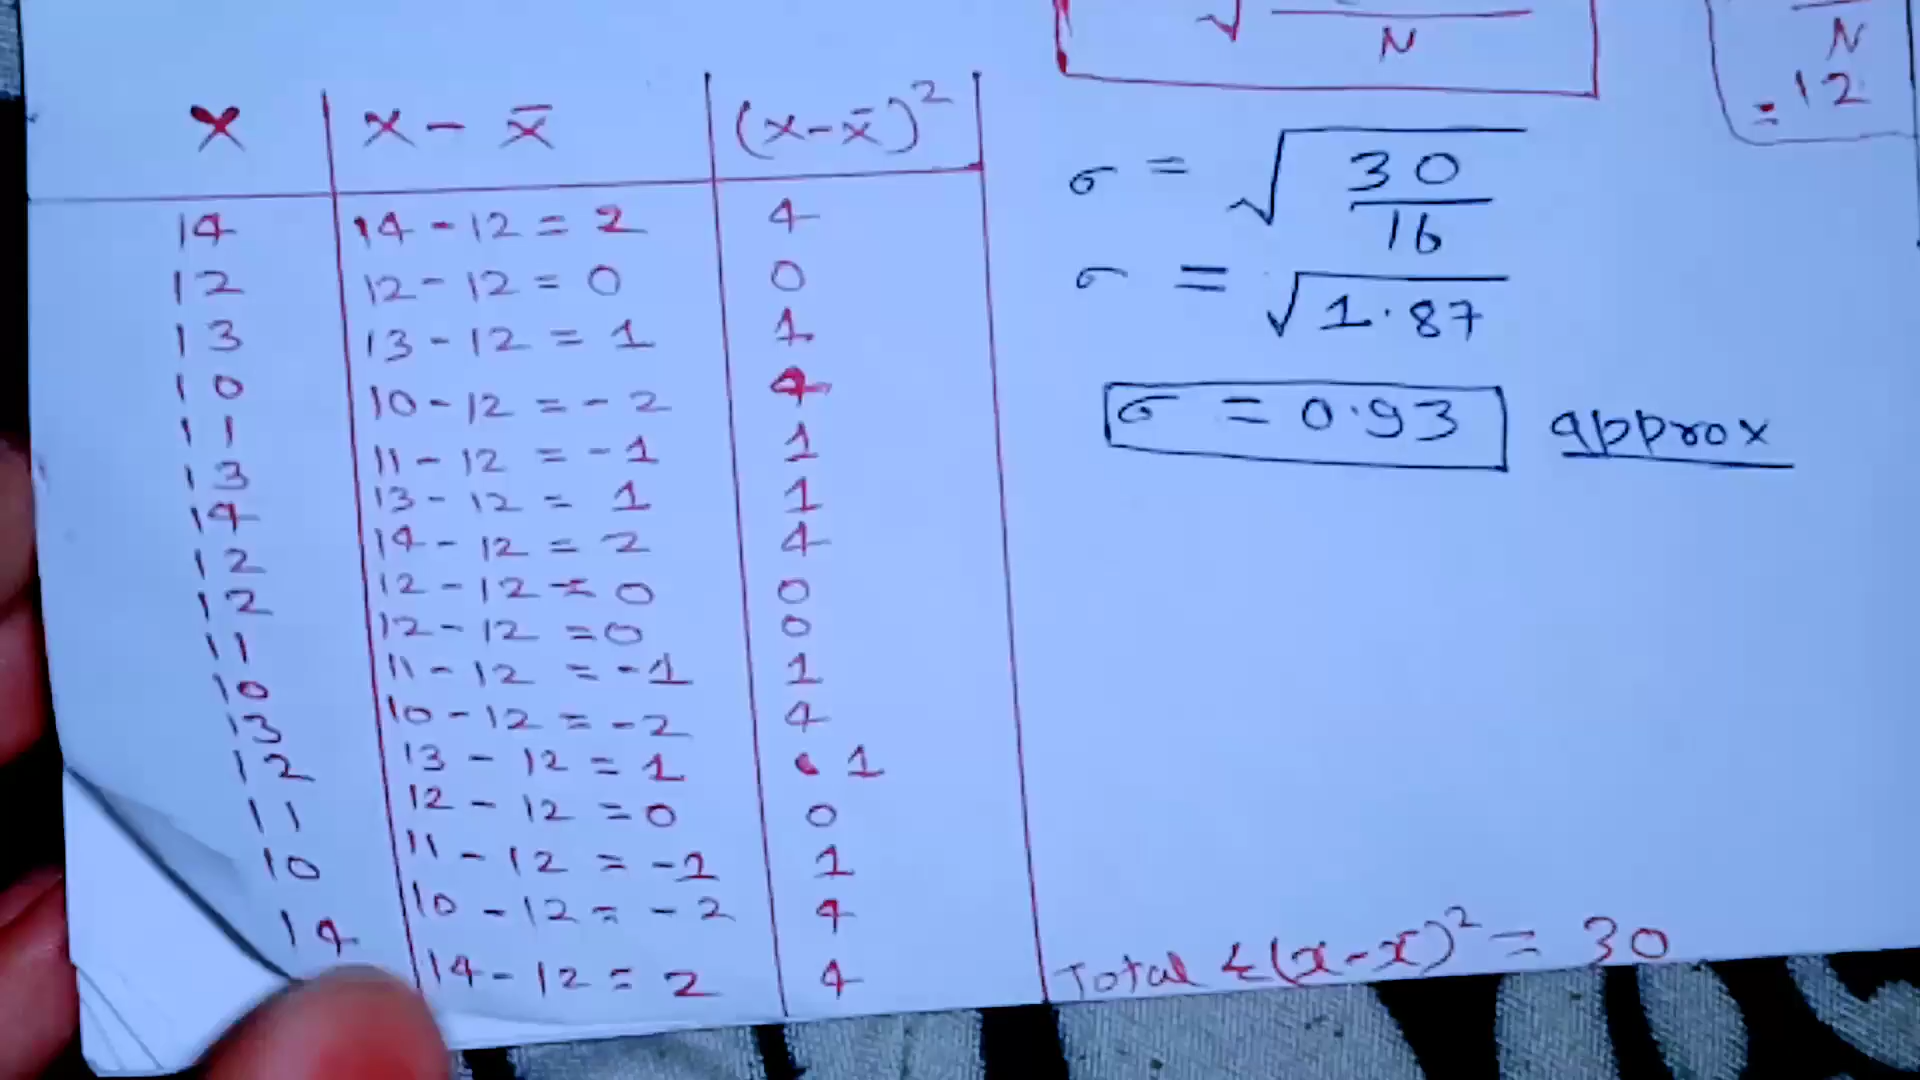 N
N
= 12
x | x - x̄ | (x-x̄)²
14 | 14 - 12 = 2 | 4
12 | 12 - 12 = 0 | 0
13 | 13 - 12 = 1 | 1
10 | 10 - 12 = - 2 | 4
11 | 11 - 12 = - 1 | 1
13 | 13 - 12 = 1 | 1
14 | 14 - 12 = 2 | 4
12 | 12 - 12 = 0 | 0
12 | 12 - 12 = 0 | 0
11 | 11 - 12 = - 1 | 1
10 | 10 - 12 = - 2 | 4
13 | 13 - 12 = 1 | 1
12 | 12 - 12 = 0 | 0
11 | 11 - 12 = - 1 | 1
10 | 10 - 12 = - 2 | 4
14 | 14 - 12 = 2 | 4
σ = √30/16
σ = √1.87
σ = 0.93 approx
Total Σ(x-x)² = 30